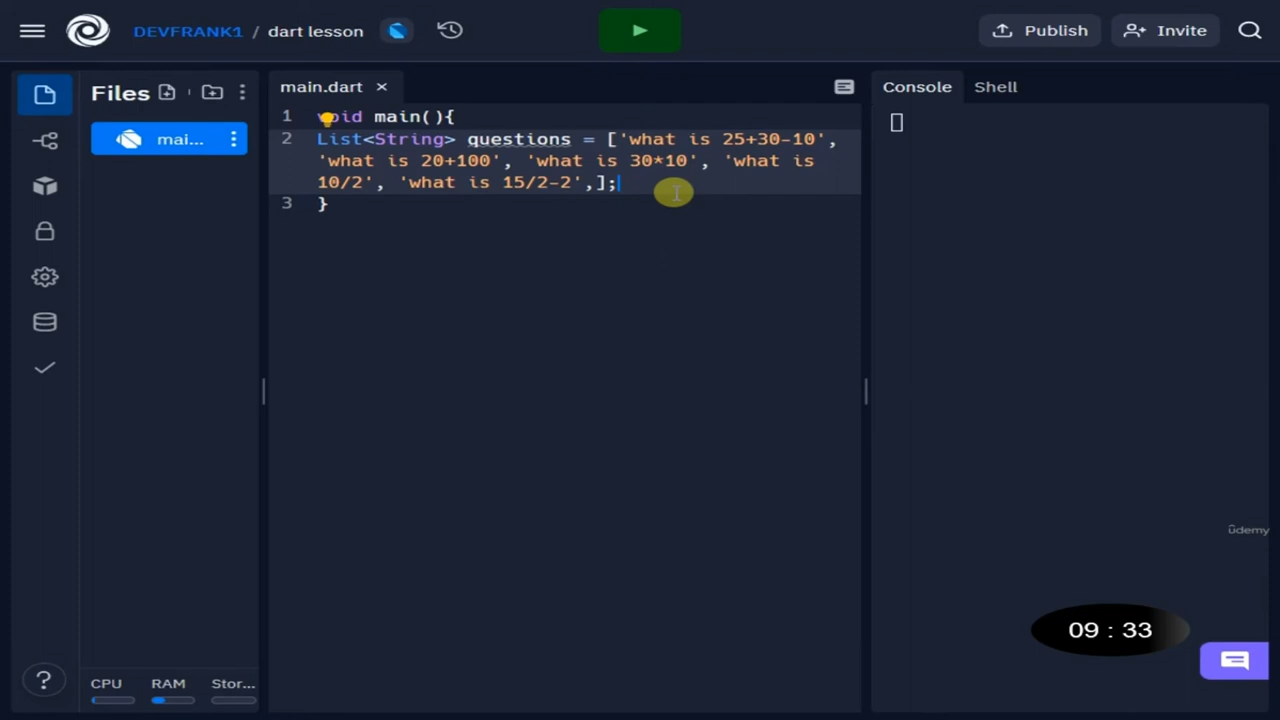 DEVFRANK1 / dart lesson
Publish
Invite
Files
mai...
main.dart
1 void main(){
2 List<String> questions = ['what is 25+30-10',
'what is 20+100', 'what is 30*10', 'what is
10/2', 'what is 15/2-2',];
3 }
Console
Shell
ûdemy
09 : 33
?
CPU
RAM
Stor...